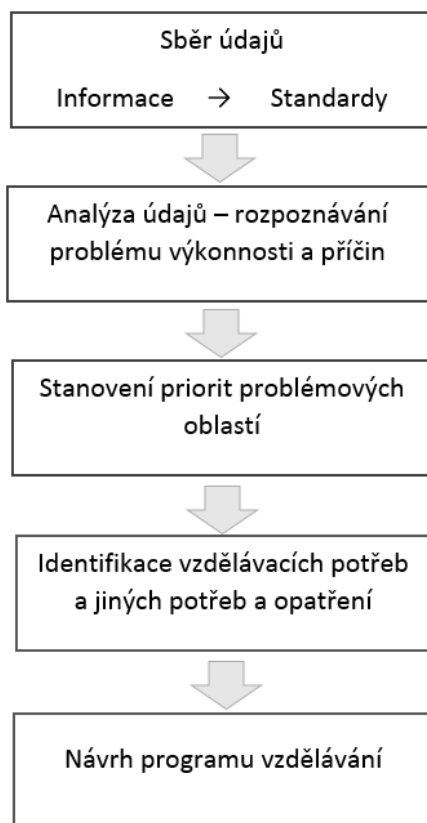 Sběr údajů
Informace → Standardy
Analýza údajů – rozpoznávání
problému výkonnosti a příčin
Stanovení priorit problémových
oblastí
Identifikace vzdělávacích potřeb
a jiných potřeb a opatření
Návrh programu vzdělávání